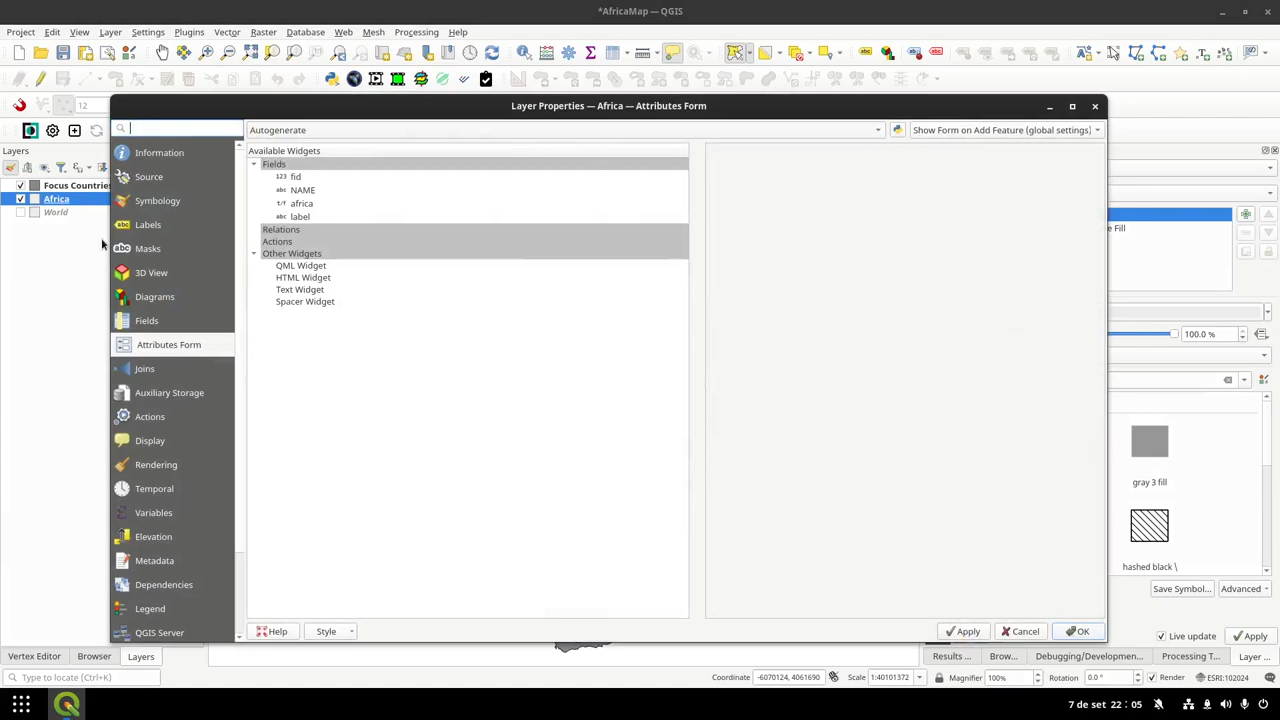 *AfricaMap — QGIS
Project Edit View Layer Settings Plugins Vector Raster Database Web Mesh Processing Help
12
Layer Properties — Africa — Attributes Form
Autogenerate
Show Form on Add Feature (global settings)
Layers
Focus Countries
Africa
World
Information
Source
Symbology
Labels
Masks
3D View
Diagrams
Fields
Attributes Form
Joins
Auxiliary Storage
Actions
Display
Rendering
Temporal
Variables
Elevation
Metadata
Dependencies
Legend
QGIS Server
Available Widgets
Fields
123 fid
abc NAME
t/f africa
abc label
Relations
Actions
Other Widgets
QML Widget
HTML Widget
Text Widget
Spacer Widget
e Fill
100.0 %
gray 3 fill
hashed black \
Save Symbol... Advanced
Help Style Apply Cancel OK
Live update Apply
Vertex Editor Browser Layers
Results ... Brow... Debugging/Developmen... Processing T... Layer ...
Type to locate (Ctrl+K)
Coordinate -6070124, 4061690 Scale 1:40101372 Magnifier 100% Rotation 0.0 ° Render ESRI:102024
7 de set 22:05